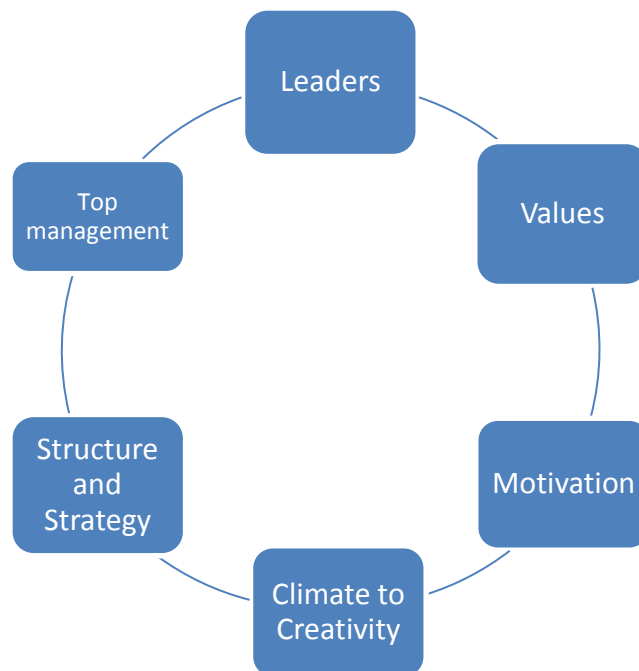 Leaders
Values
Motivation
Climate to
Creativity
Structure
and
Strategy
Top
management